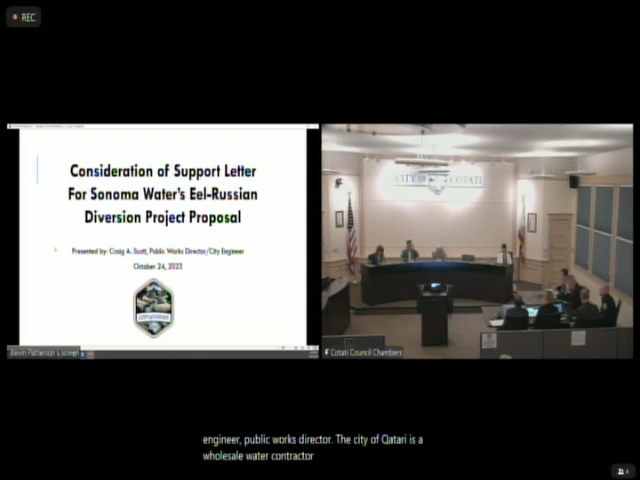 REC
Consideration of Support Letter
For Sonoma Water's Eel-Russian
Diversion Project Proposal
Presented by: Craig A. Scott, Public Works Director/City Engineer
October 24, 2023
CITY OF COTATI
Cotati Council Chambers
engineer, public works director. The city of Qatari is a
wholesale water contractor